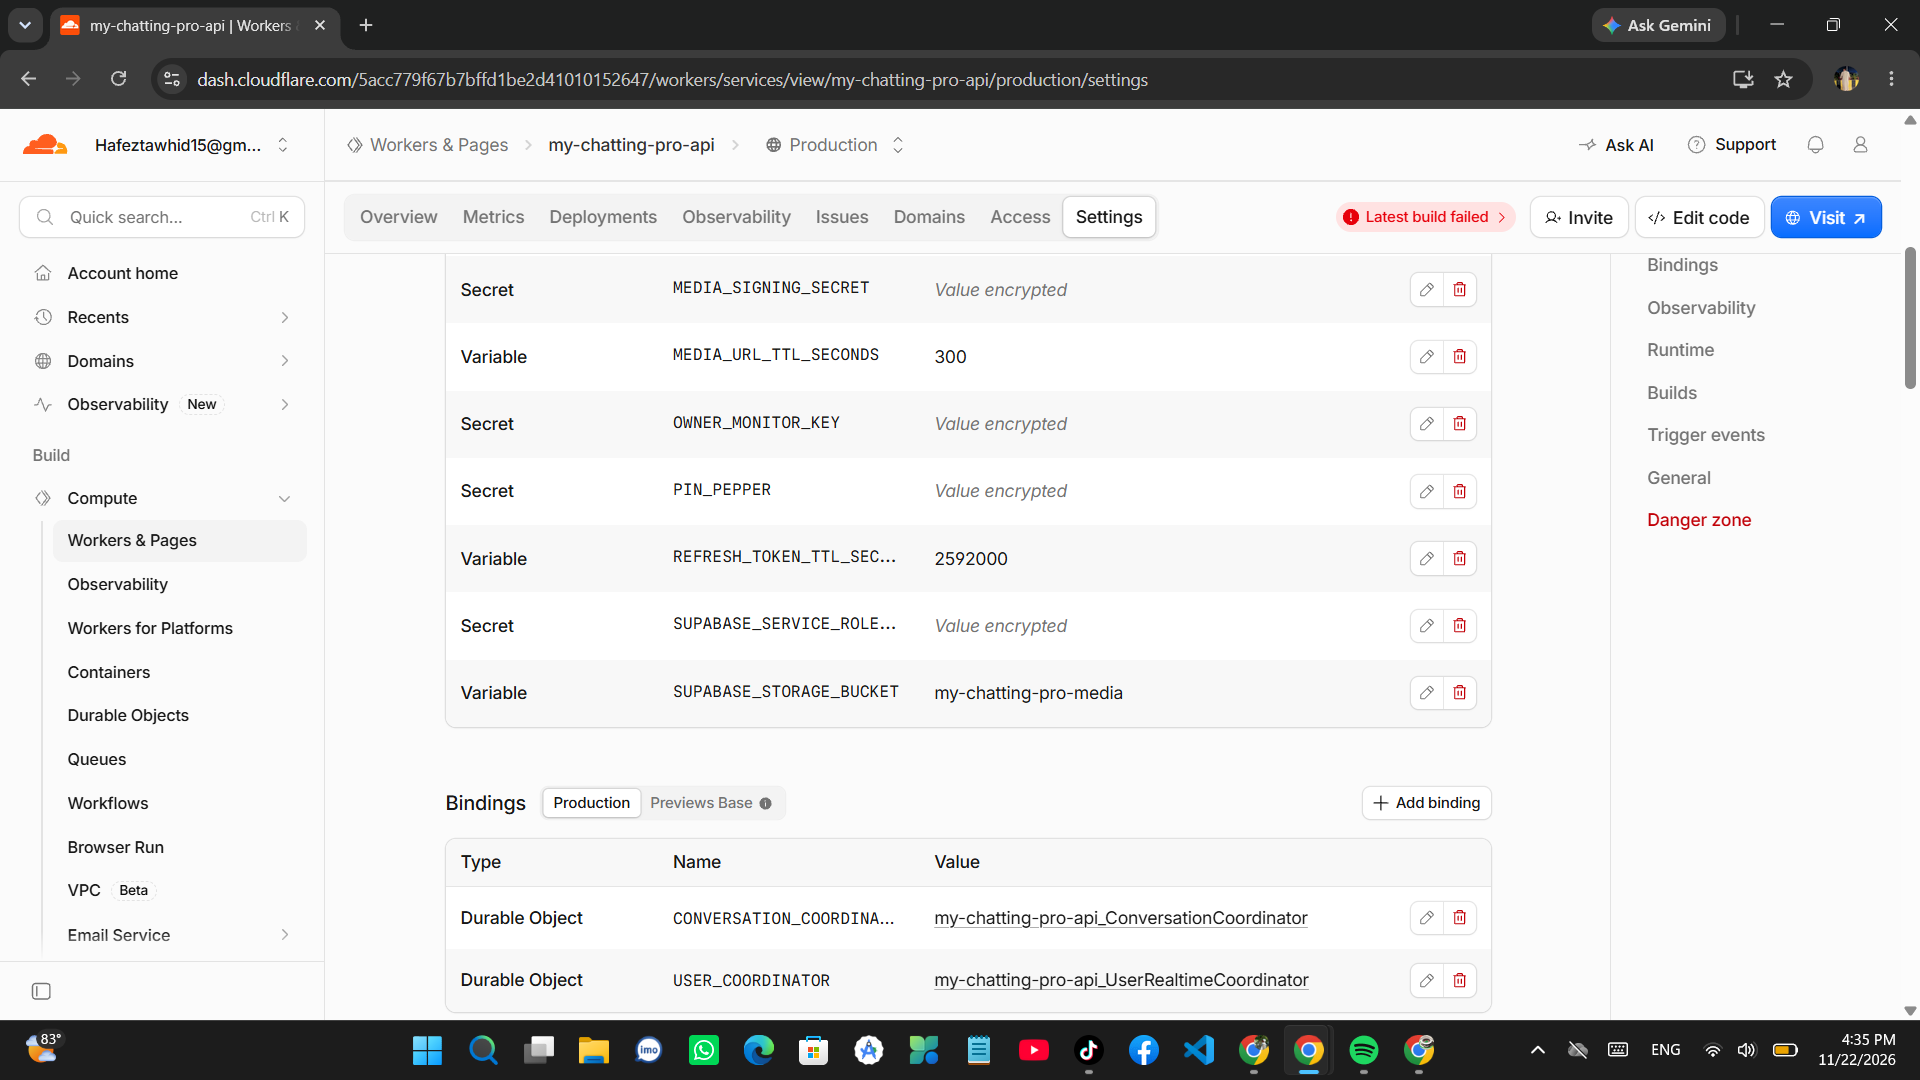 my-chatting-pro-api | Workers
Ask Gemini
dash.cloudflare.com/5acc779f67b7bffd1be2d41010152647/workers/services/view/my-chatting-pro-api/production/settings
Hafeztawhid15@gm...
Workers & Pages
my-chatting-pro-api
Production
Ask AI
Support
Quick search...
Ctrl K
Overview
Metrics
Deployments
Observability
Issues
Domains
Access
Settings
Latest build failed
Invite
Edit code
Visit
Account home
Recents
Domains
Observability New
Build
Compute
Workers & Pages
Observability
Workers for Platforms
Containers
Durable Objects
Queues
Workflows
Browser Run
VPC Beta
Email Service
Secret MEDIA_SIGNING_SECRET Value encrypted
Variable MEDIA_URL_TTL_SECONDS 300
Secret OWNER_MONITOR_KEY Value encrypted
Secret PIN_PEPPER Value encrypted
Variable REFRESH_TOKEN_TTL_SEC... 2592000
Secret SUPABASE_SERVICE_ROLE... Value encrypted
Variable SUPABASE_STORAGE_BUCKET my-chatting-pro-media
Bindings Production Previews Base
Add binding
Type Name Value
Durable Object CONVERSATION_COORDINA... my-chatting-pro-api_ConversationCoordinator
Durable Object USER_COORDINATOR my-chatting-pro-api_UserRealtimeCoordinator
Bindings
Observability
Runtime
Builds
Trigger events
General
Danger zone
83°
imo
ENG
4:35 PM
11/22/2026